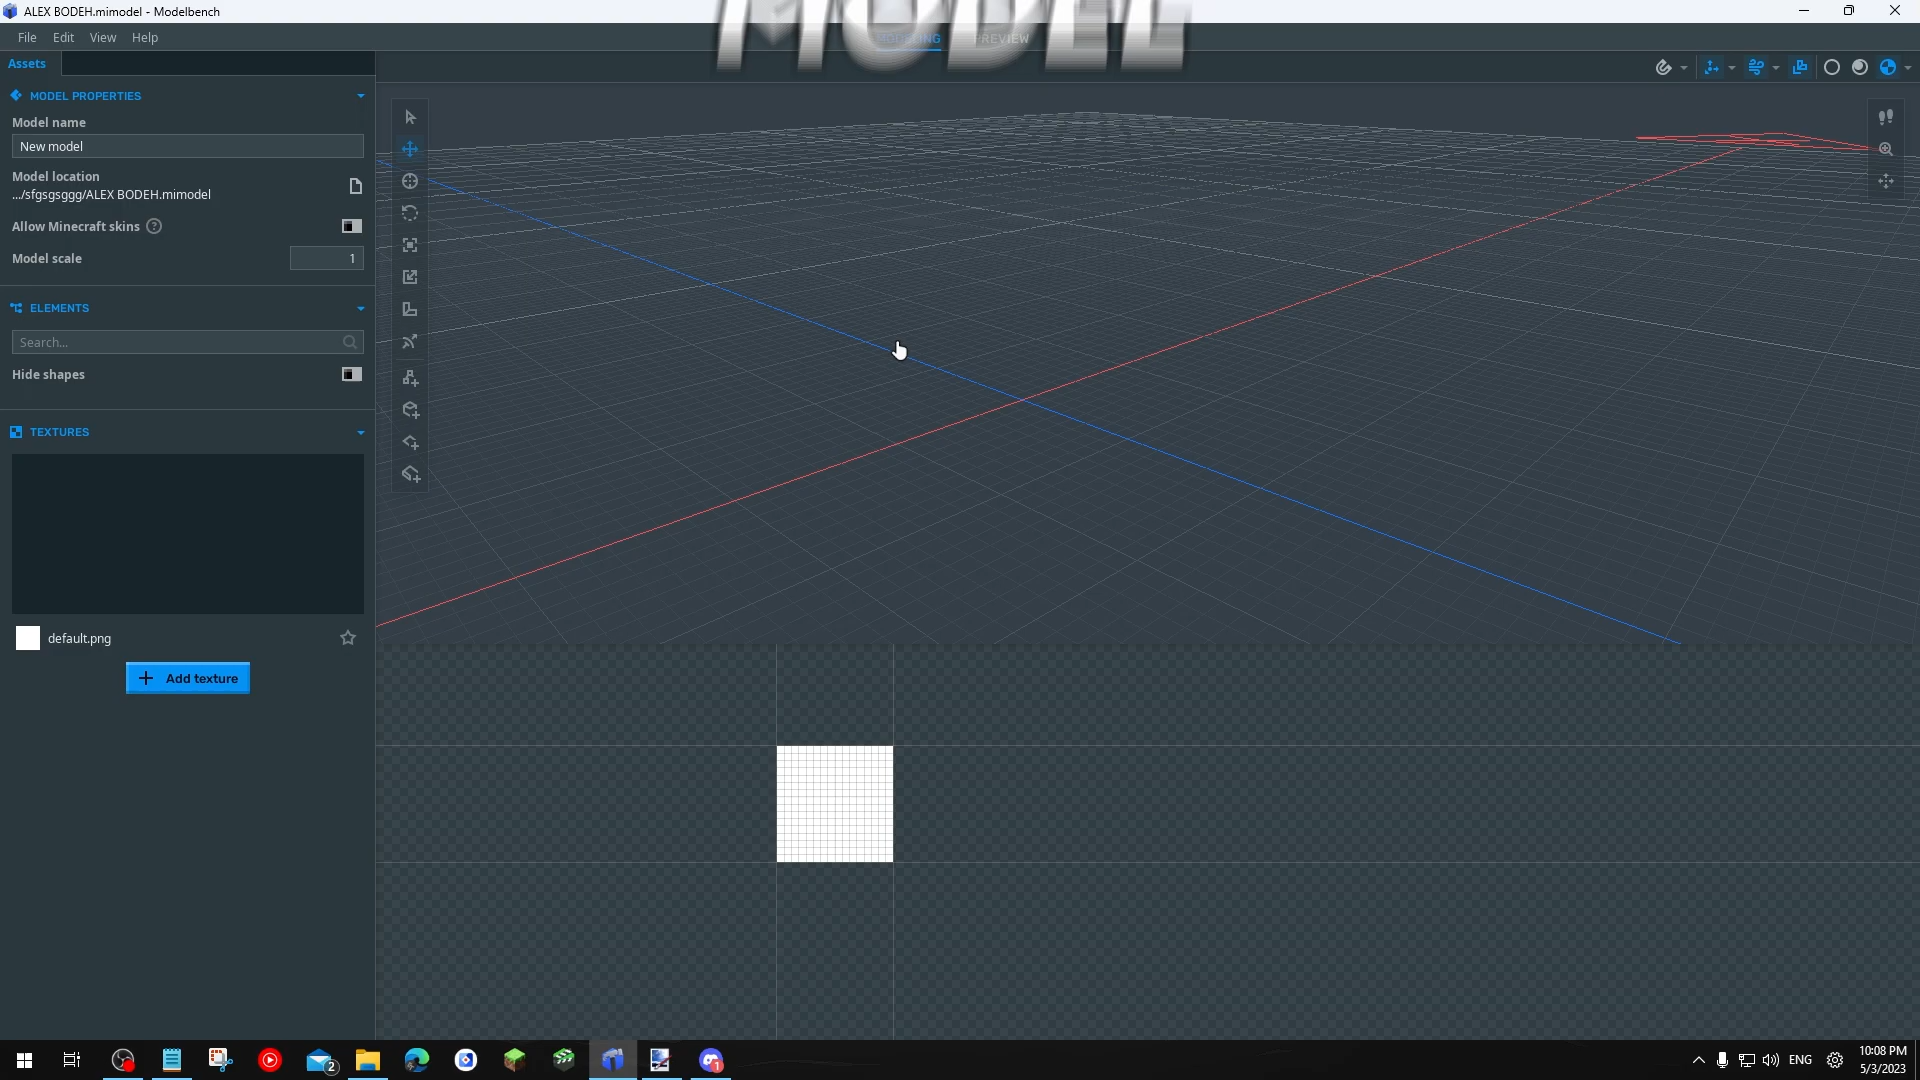 ALEX BODEH.mimodel - Modelbench
MODEL
File Edit View Help
MODELING PREVIEW
Assets
MODEL PROPERTIES
Model name
New model
Model location
.../sfgsgsggg/ALEX BODEH.mimodel
Allow Minecraft skins ?
Model scale 1
ELEMENTS
Search...
Hide shapes
TEXTURES
default.png
Add texture
2
1
ENG
10:08 PM
5/3/2023